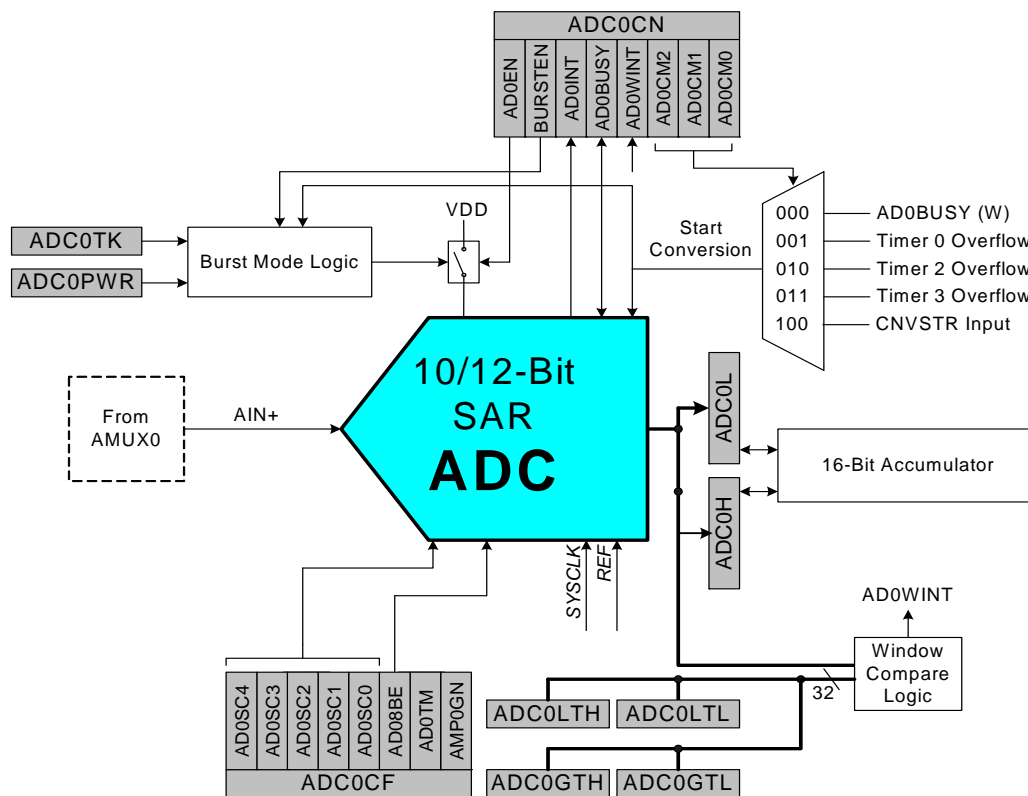 ADC0CN
AD0EN
BURSTEN
AD0INT
AD0BUSY
AD0WINT
AD0CM2
AD0CM1
AD0CM0
ADC0TK
ADC0PWR
Burst Mode Logic
VDD
Start
Conversion
000
001
010
011
100
AD0BUSY (W)
Timer 0 Overflow
Timer 2 Overflow
Timer 3 Overflow
CNVSTR Input
From
AMUX0
AIN+
10/12-Bit
SAR
ADC
ADC0L
ADC0H
16-Bit Accumulator
SYSCLK
REF
AD0WINT
Window
Compare
Logic
32
AD0SC4
AD0SC3
AD0SC2
AD0SC1
AD0SC0
AD08BE
AD0TM
AMP0GN
ADC0CF
ADC0LTH
ADC0LTL
ADC0GTH
ADC0GTL